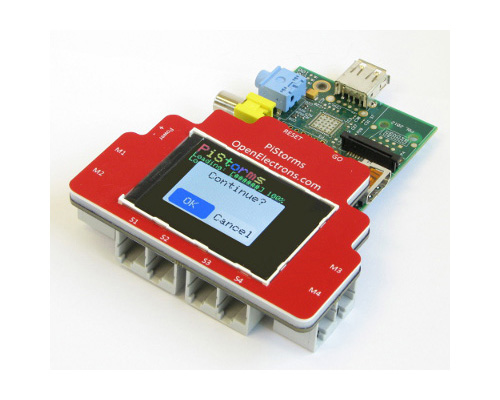 RESET
PiStorms
GO
OpenElectrons.com
+
-
Power
M1
M2
PiStorms
Loading: [######] 100%
Continue?
OK
Cancel
S1
S2
S3
S4
M3
M4